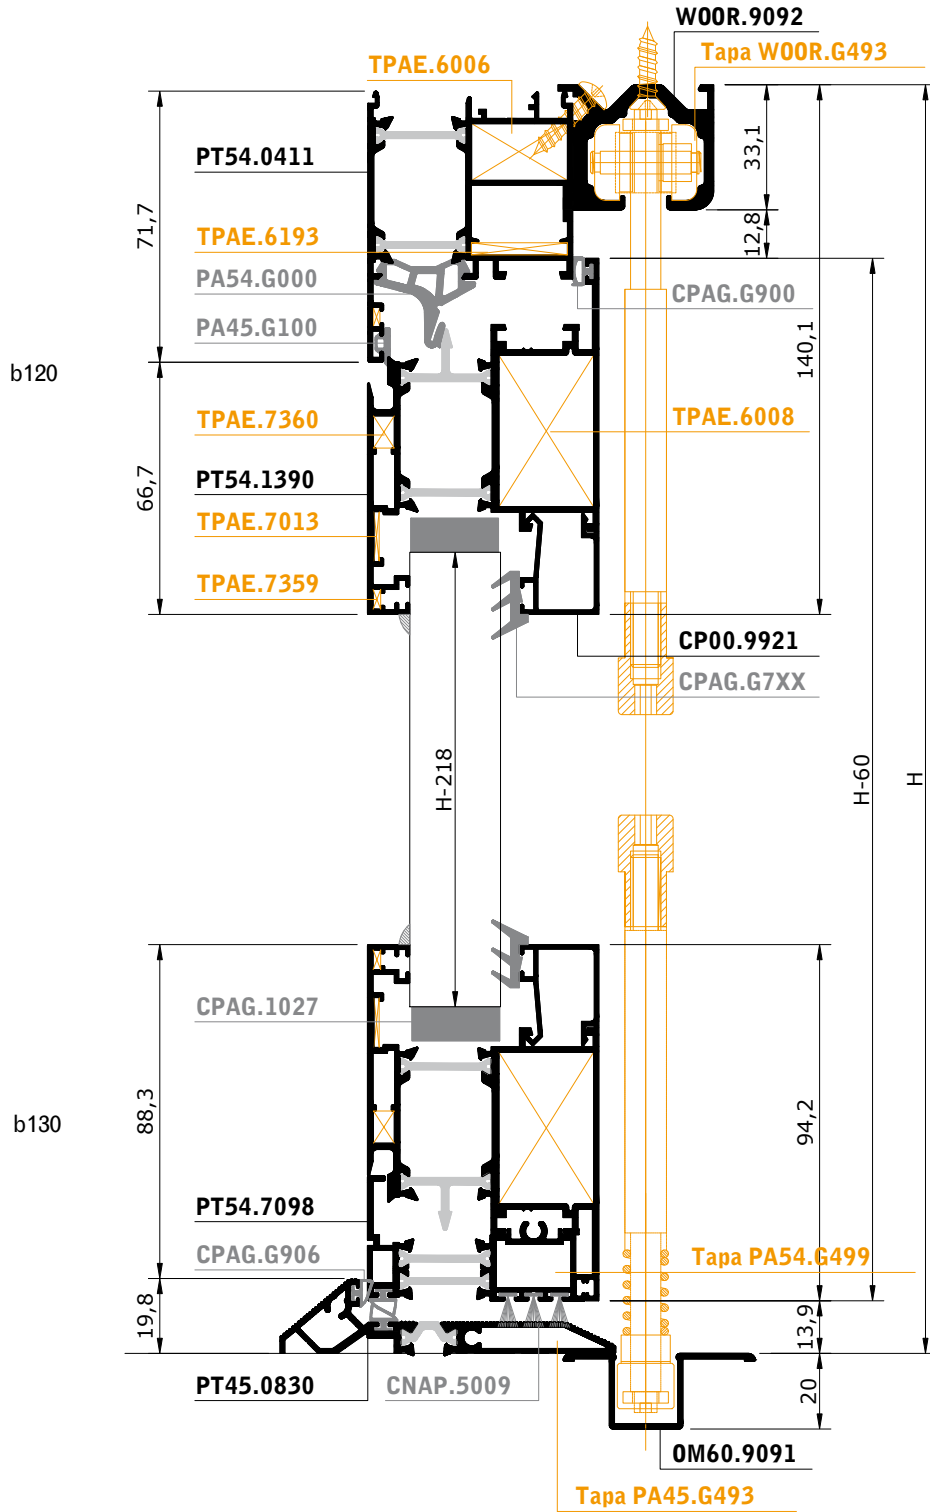 W00R.9092
Tapa W00R.G493
TPAE.6006
PT54.0411
33,1
71,7
12,8
TPAE.6193
PA54.G000
CPAG.G900
PA45.G100
140,1
b120
TPAE.7360
TPAE.6008
66,7
PT54.1390
TPAE.7013
TPAE.7359
CP00.9921
CPAG.G7XX
H-218
H-60
H
CPAG.1027
88,3
b130
94,2
PT54.7098
CPAG.G906
Tapa PA54.G499
19,8
13,9
PT45.0830
CNAP.5009
20
OM60.9091
Tapa PA45.G493